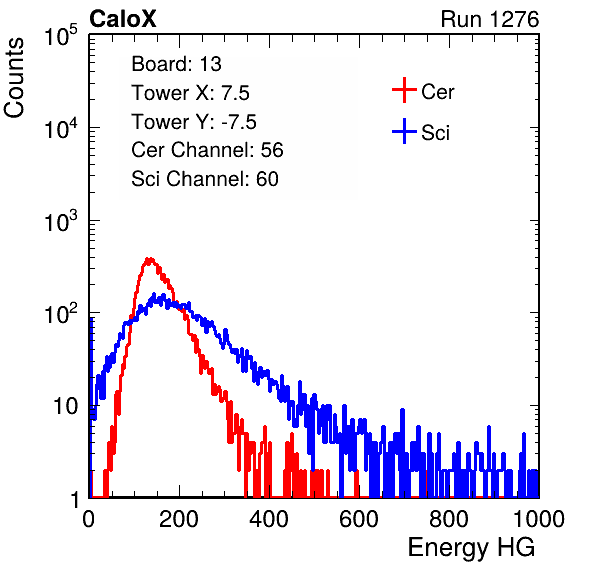 CaloX
Run 1276
Counts
10^5
10^4
10^3
10^2
10
1
Board: 13
Tower X: 7.5
Tower Y: -7.5
Cer Channel: 56
Sci Channel: 60
Cer
Sci
0 200 400 600 800 1000
Energy HG